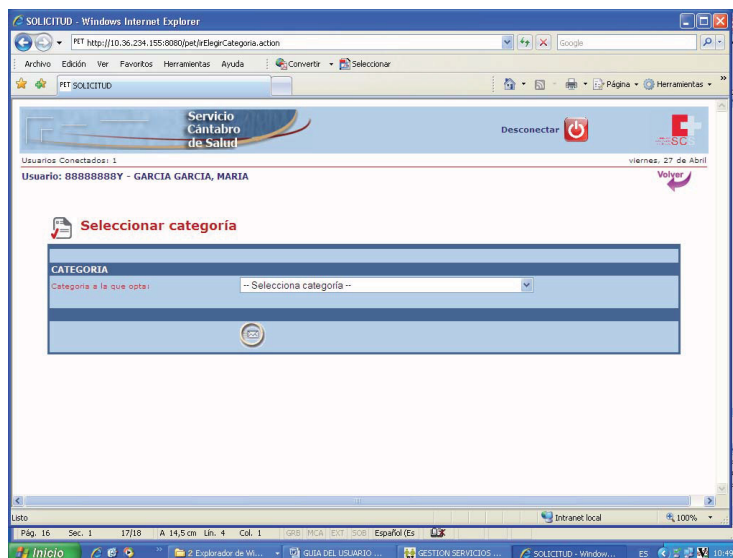 SOLICITUD - Windows Internet Explorer
PET http://10.36.234.155:8080/pet/irElegirCategoria.action
Google
Archivo Edición Ver Favoritos Herramientas Ayuda Convertir Seleccionar
PET SOLICITUD
Página Herramientas »
Servicio
Cántabro
de Salud
Desconectar
SCS
Usuarios Conectados: 1
viernes, 27 de Abril
Usuario: 88888888Y - GARCIA GARCIA, MARIA
Volver
Seleccionar categoría
CATEGORIA
Categoria a la que opta:
-- Selecciona categoría --
Listo
Intranet local
100%
Pág. 16 Sec. 1 17/18 A 14,5 cm Lín. 4 Col. 1 GRB MCA EXT SOB Español (Es
Inicio
» 2 Explorador de Wi...
GUIA DEL USUARIO ...
GESTION SERVICIOS ...
SOLICITUD - Window...
ES
10:49